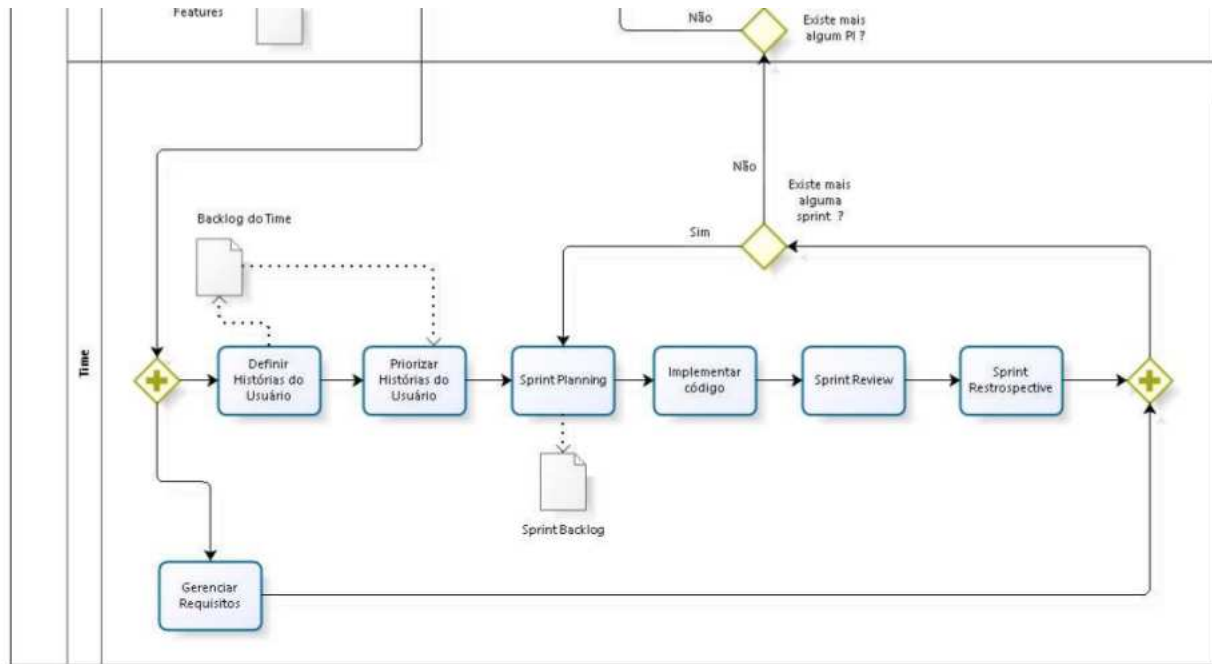 Features
Não
Existe mais
algum PI ?
Não
Existe mais
alguma
sprint ?
Sim
Backlog do Time
Time
Definir
Histórias do
Usuário
Priorizar
Histórias do
Usuário
Sprint Planning
Implementar
código
Sprint Review
Sprint
Restrospective
Sprint Backlog
Gerenciar
Requisitos